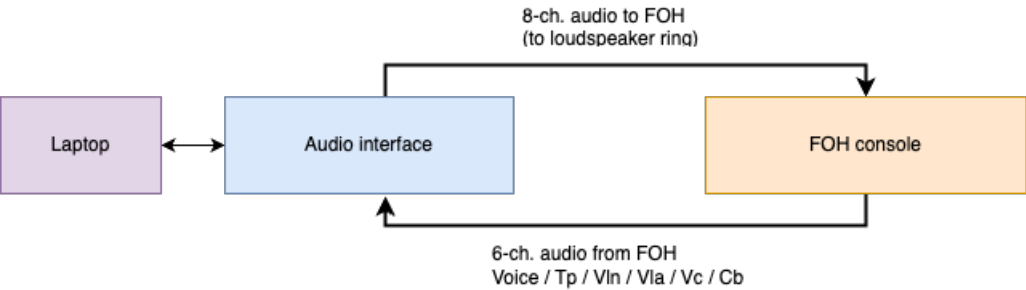 8-ch. audio to FOH
(to loudspeaker ring)
Laptop
Audio interface
FOH console
6-ch. audio from FOH
Voice / Tp / Vln / Vla / Vc / Cb